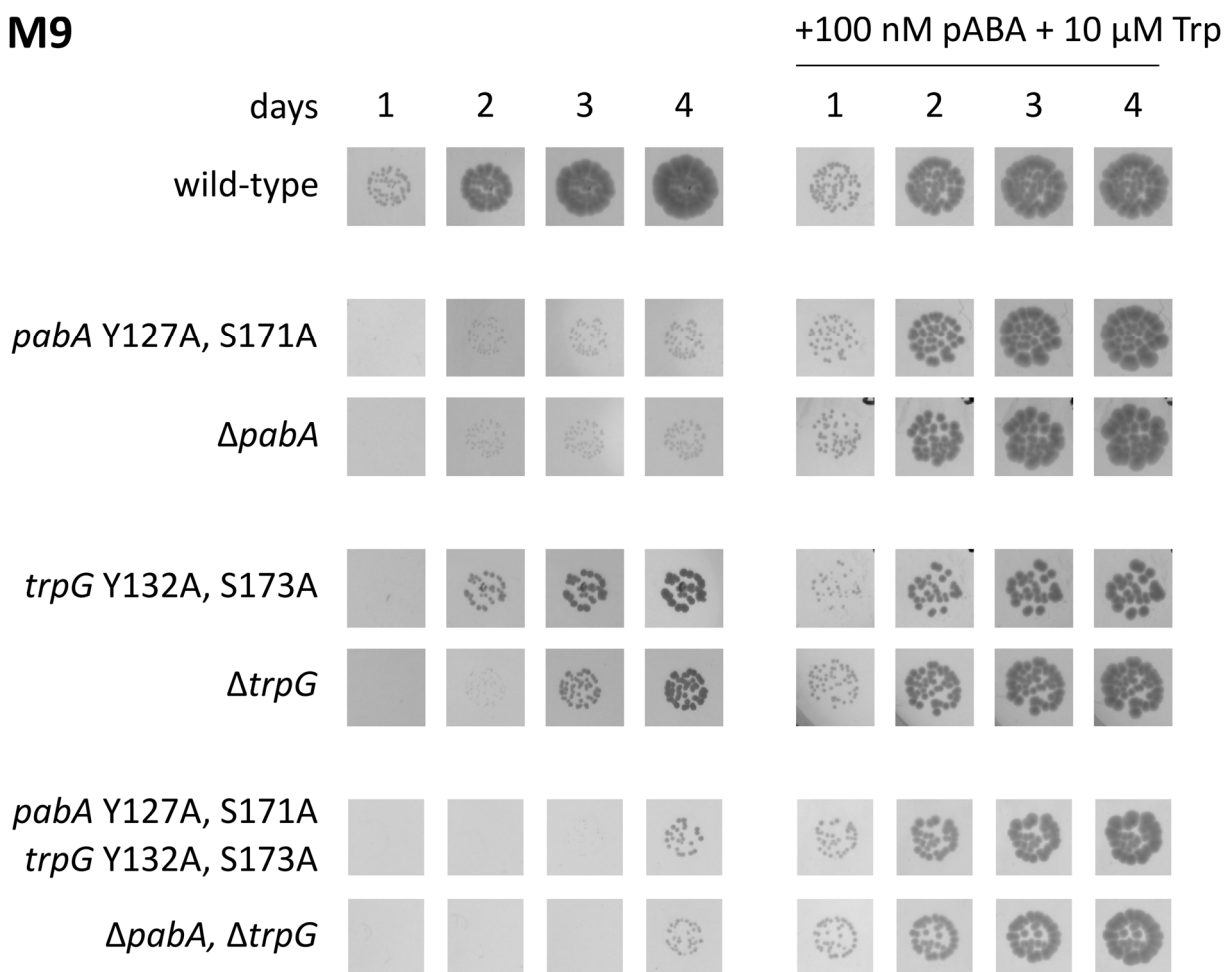 M9
+100 nM pABA + 10 µM Trp
days 1 2 3 4 1 2 3 4
wild-type
pabA Y127A, S171A
ΔpabA
trpG Y132A, S173A
ΔtrpG
pabA Y127A, S171A
trpG Y132A, S173A
ΔpabA, ΔtrpG